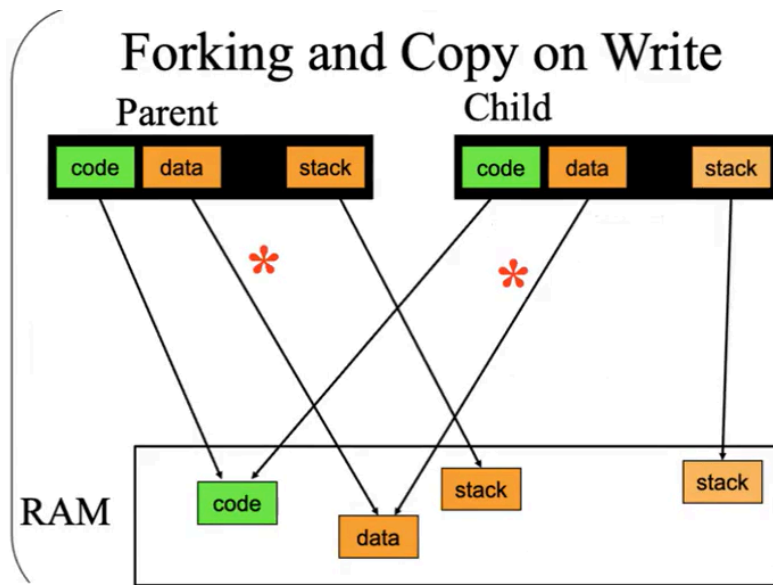 Forking and Copy on Write
Parent
Child
code data stack
code data stack
*
*
RAM
code
data
stack
stack